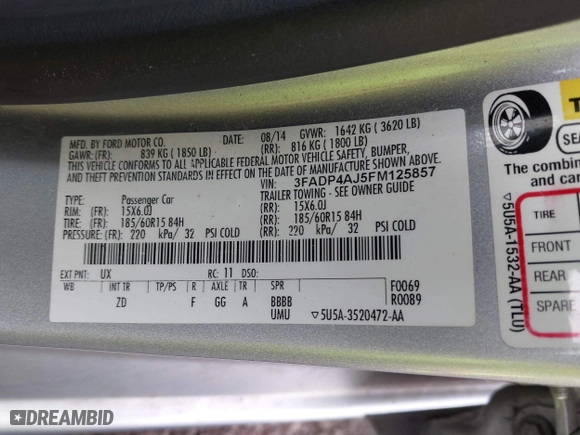 MFD. BY FORD MOTOR CO. DATE: 08/14 GVWR: 1642 KG ( 3620 LB)
GAWR: (FR): 839 KG ( 1850 LB) (RR): 816 KG ( 1800 LB)
THIS VEHICLE CONFORMS TO ALL APPLICABLE FEDERAL MOTOR VEHICLE SAFETY, BUMPER,
AND THEFT PREVENTION STANDARDS IN EFFECT ON THE DATE OF MANUFACTURE SHOWN ABOVE.
VIN: 3FADP4AJ5FM125857
TYPE: Passenger Car TRAILER TOWING - SEE OWNER GUIDE
RIM: (FR): 15X6.0J (RR): 15X6.0J
TIRE: (FR): 185/60R15 84H (RR): 185/60R15 84H
PRESSURE: (FR): 220 kPa/ 32 PSI COLD (RR): 220 kPa/ 32 PSI COLD
EXT PNT: UX RC: 11 DSO:
WB INT TR TP/PS R AXLE TR SPR F0069
ZD F GG A BBBB R0089
UMU ▽5U5A-3520472-AA
▽5U5A-1532-AA (TLU)
SEA
The combin
and car
TIRE
FRONT
REAR
SPARE
DREAMBID